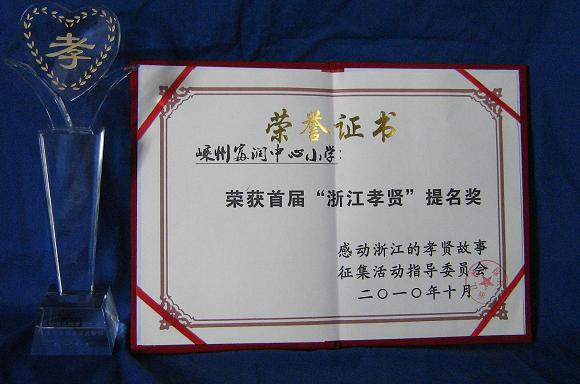 孝
荣誉证书
嵊州富润中心小学:
荣获首届“浙江孝贤”提名奖
感动浙江的孝贤故事
征集活动指导委员会
二〇一〇年十月